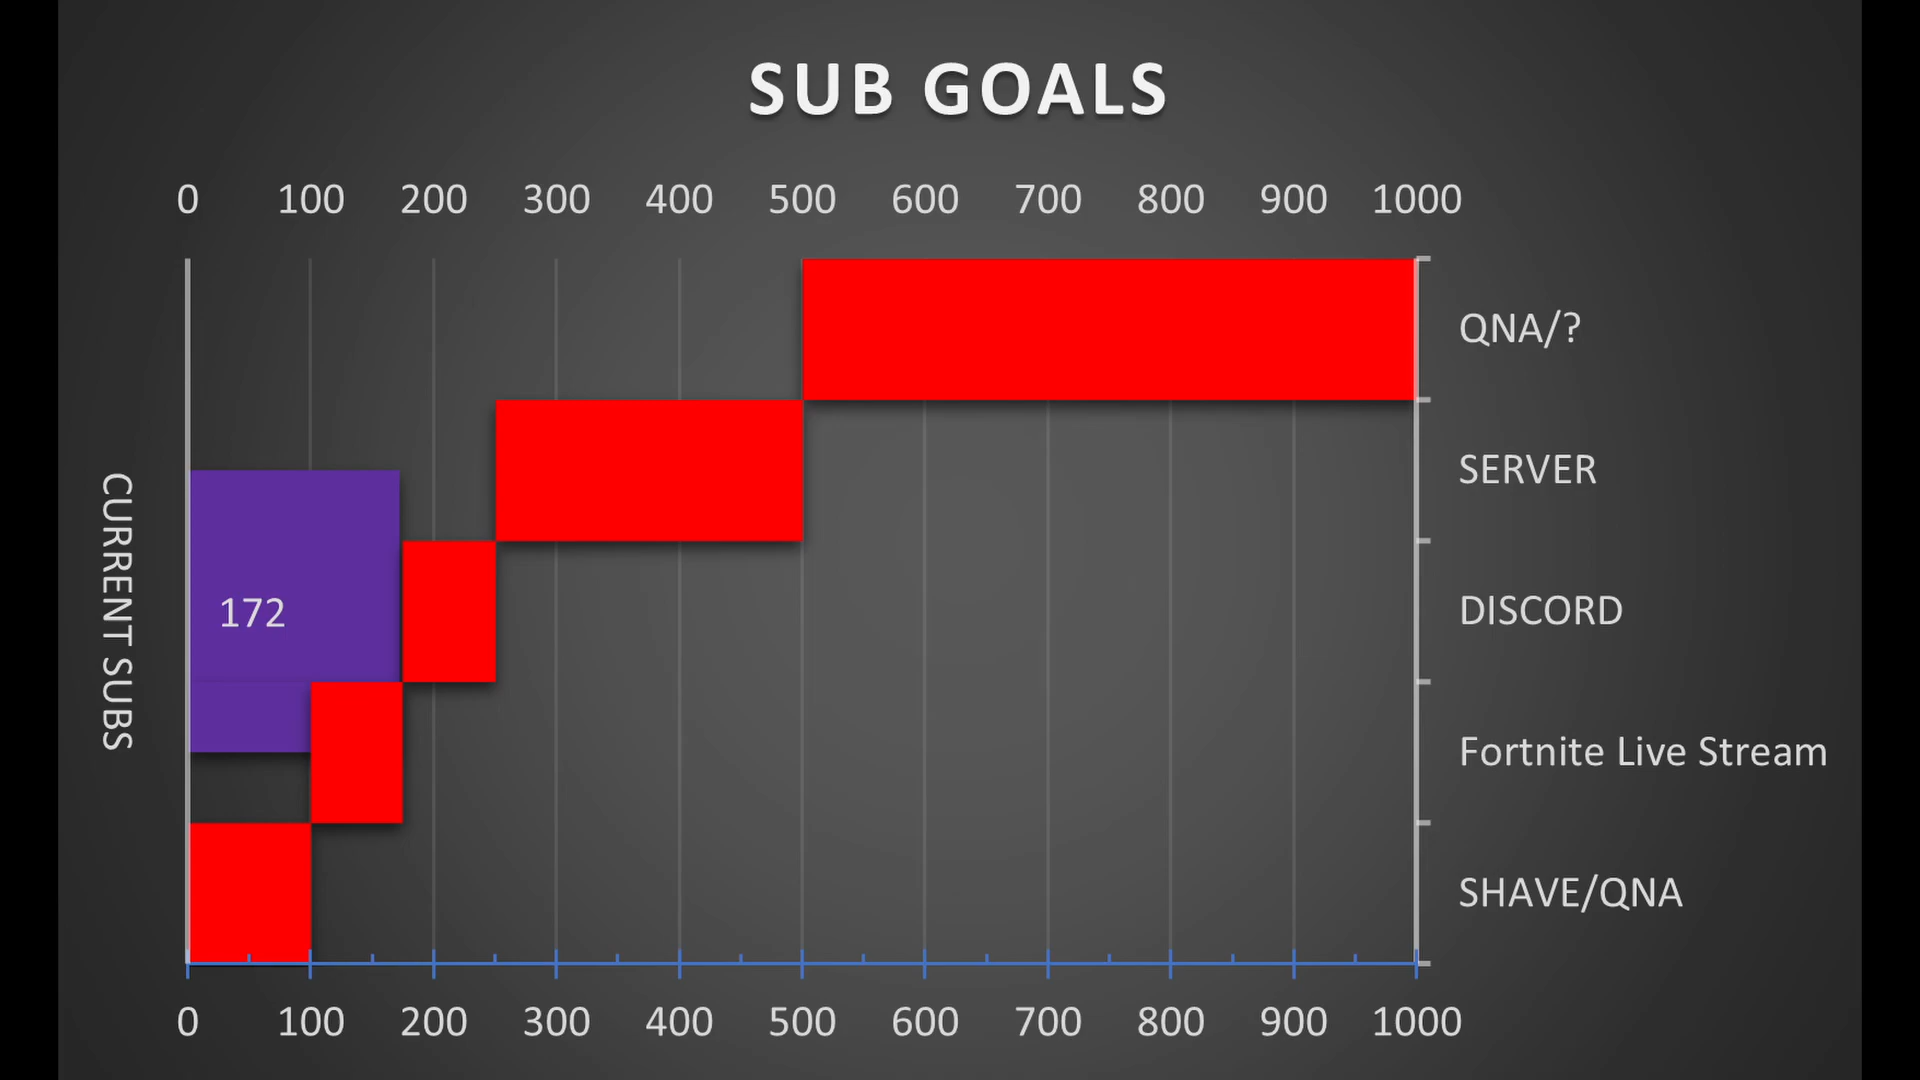 SUB GOALS
0 100 200 300 400 500 600 700 800 900 1000
QNA/?
SERVER
DISCORD
Fortnite Live Stream
SHAVE/QNA
CURRENT SUBS
172
0 100 200 300 400 500 600 700 800 900 1000